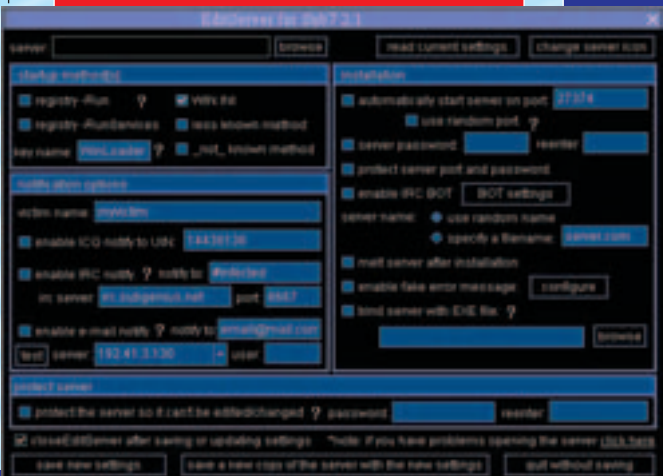 EditServer for Sub7 2.1
server: browse read current settings change server icon
startup method[s]
registry -Run ? WIN.INI
registry -RunServices less known method
key name: WinLoader ? _not_ known method
installation
automatically start server on port: 27374
use random port ?
server password: reenter
protect server port and password
enable IRC BOT BOT settings
server name: use random name
specify a filename: server.com
melt server after installation
enable fake error message: configure
bind server with EXE file: ?
browse
notification options
victim name: myvictim
enable ICQ notify to UIN: 14438136
enable IRC notify. ? notify to: #infected
irc server: irc.subgenius.net port: 6667
enable e-mail notify ? notify to: email@mail.com
test server: 192.41.3.130 user:
protect server
protect the server so it can't be edited/changed ? password: reenter:
closeEditServer after saving or updating settings *note: if you have problems opening the server click here
save new settings save a new copy of the server with the new settings quit without saving